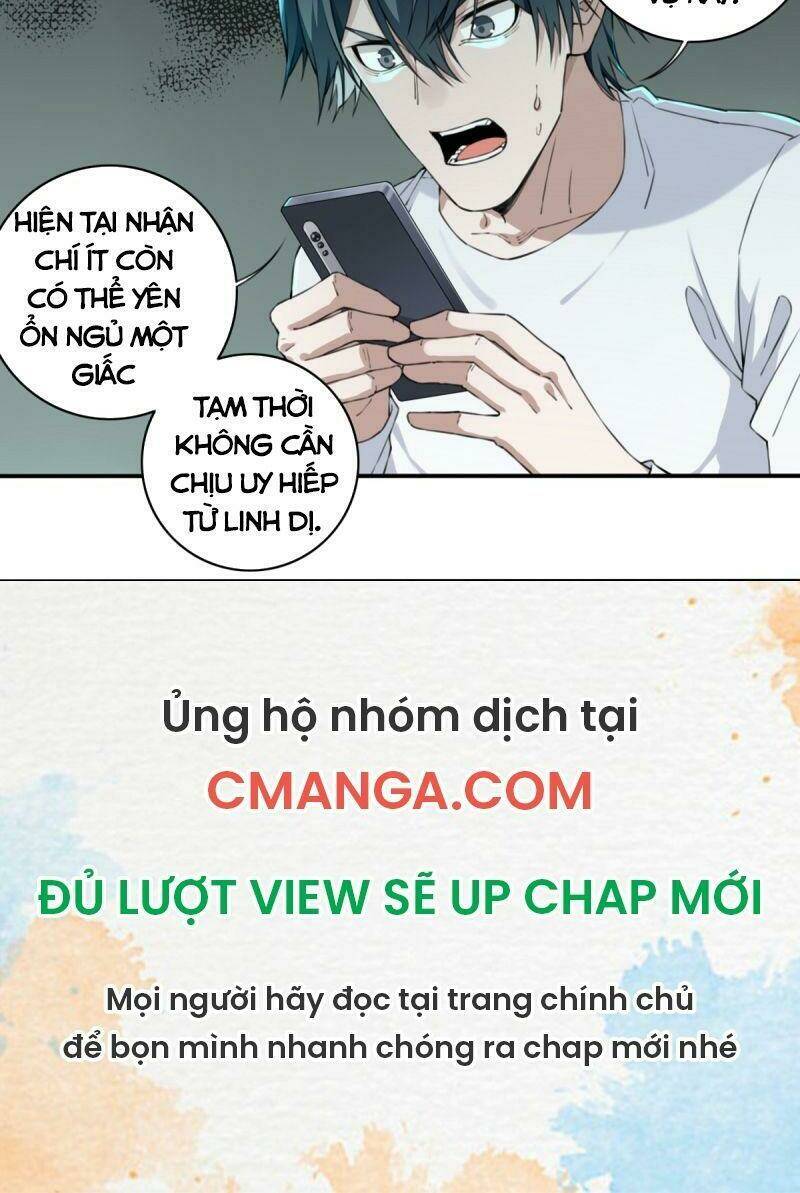 HIỆN TẠI NHẬN
CHÍ ÍT CÒN
CÓ THỂ YÊN
ỔN NGỦ MỘT
GIẤC
TẠM THỜI
KHÔNG CẦN
CHỊU UY HIẾP
TỪ LINH DỊ.
Ủng hộ nhóm dịch tại
CMANGA.COM
ĐỦ LƯỢT VIEW SẼ UP CHAP MỚI
Mọi người hãy đọc tại trang chính chủ
để bọn mình nhanh chóng ra chap mới nhé